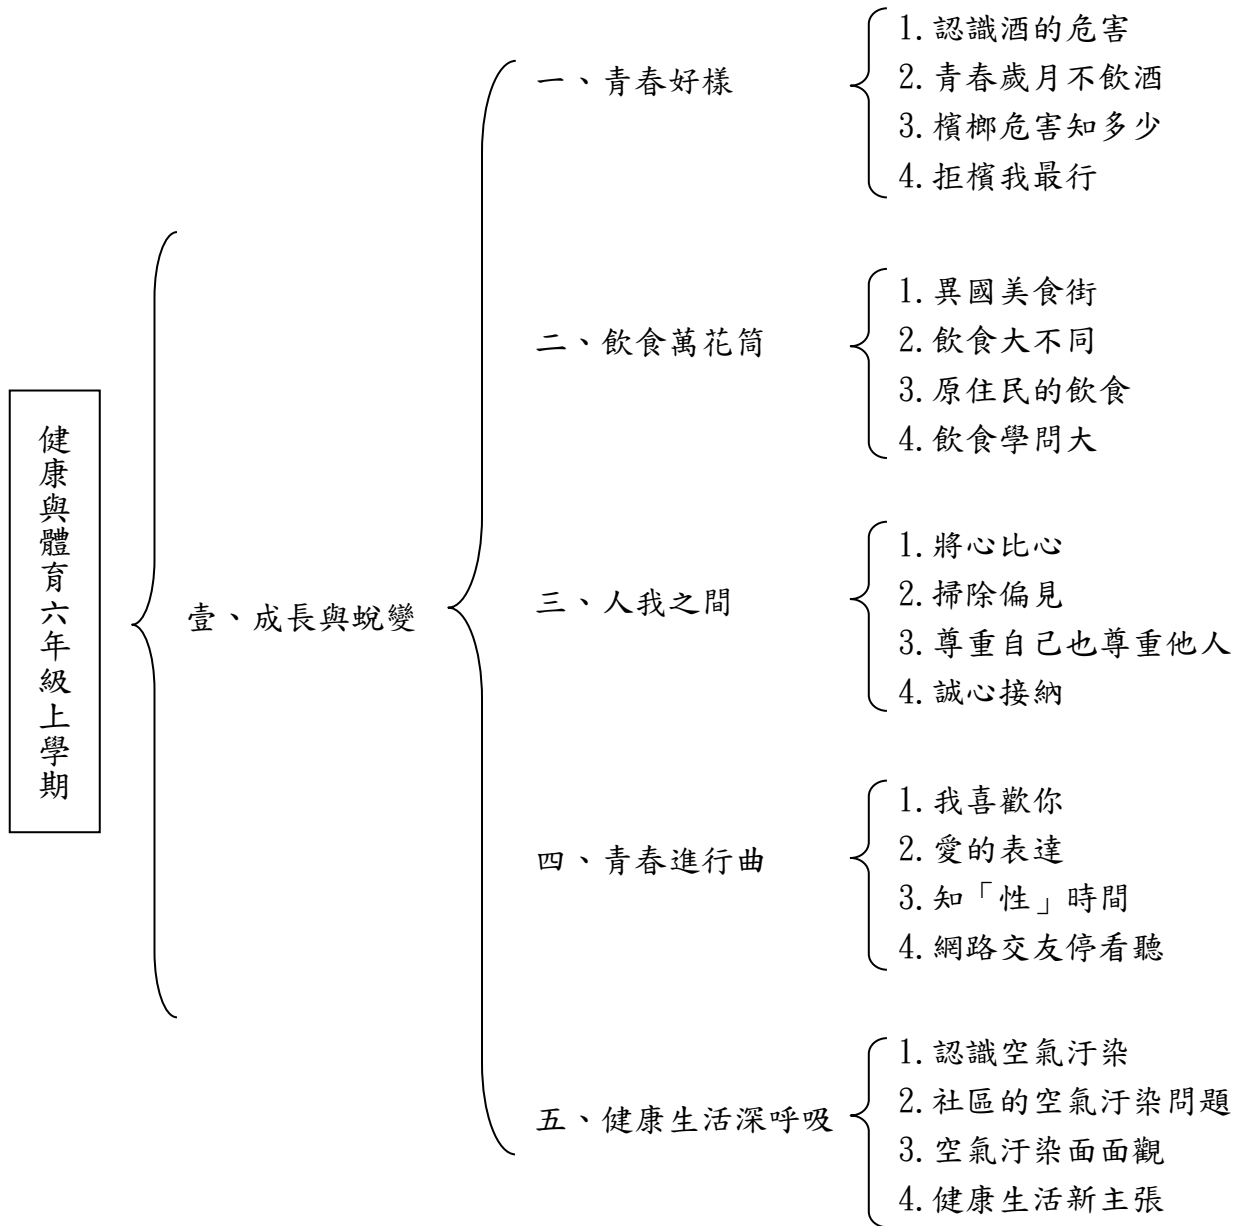 健康與體育六年級上學期
壹、成長與蛻變
一、青春好樣
1.認識酒的危害
2.青春歲月不飲酒
3.檳榔危害知多少
4.拒檳我最行
二、飲食萬花筒
1.異國美食街
2.飲食大不同
3.原住民的飲食
4.飲食學問大
三、人我之間
1.將心比心
2.掃除偏見
3.尊重自己也尊重他人
4.誠心接納
四、青春進行曲
1.我喜歡你
2.愛的表達
3.知「性」時間
4.網路交友停看聽
五、健康生活深呼吸
1.認識空氣汙染
2.社區的空氣汙染問題
3.空氣汙染面面觀
4.健康生活新主張